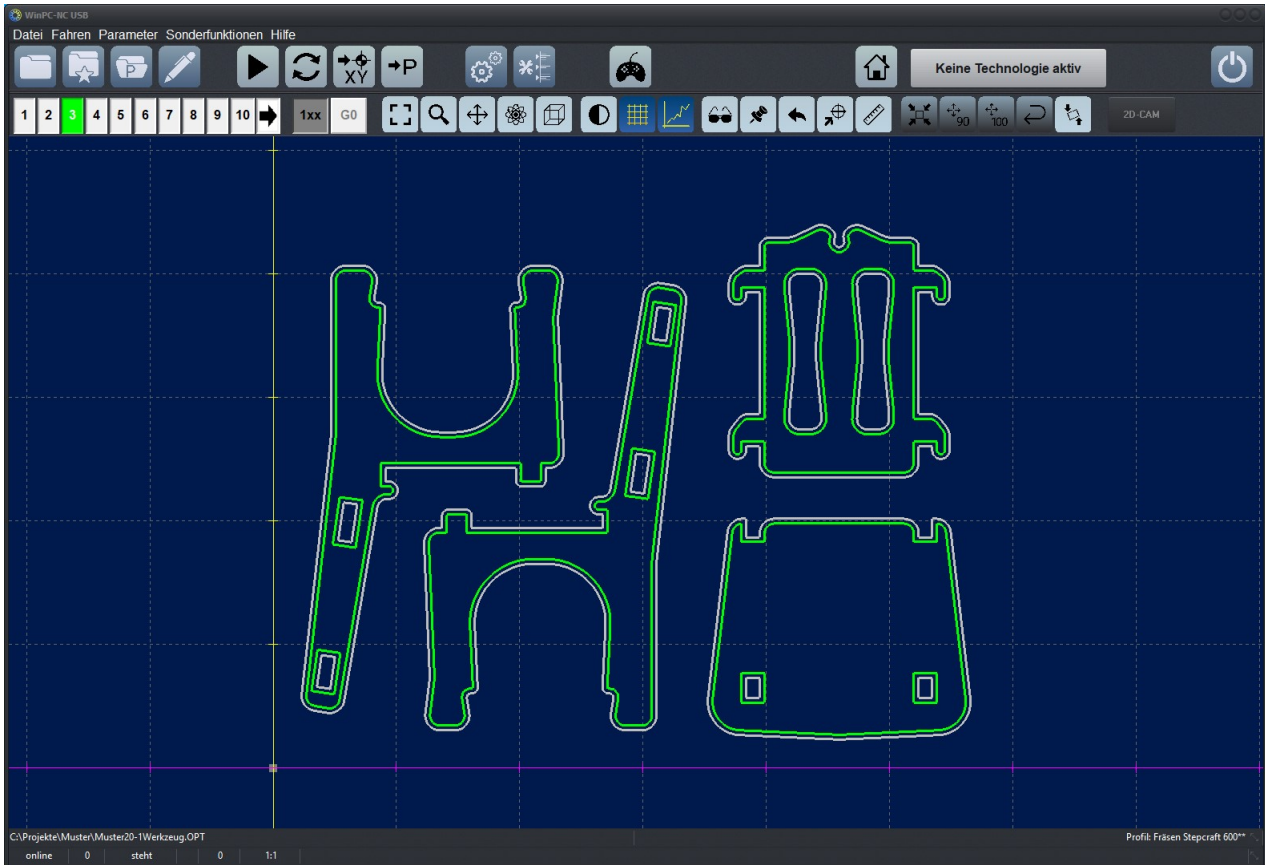 WinPC-NC USB
Datei Fahren Parameter Sonderfunktionen Hilfe
P
XY
P
Keine Technologie aktiv
1 2 3 4 5 6 7 8 9 10
1xx G0
90
100
2D-CAM
C:\Projekte\Muster\Muster20-1Werkzeug.OPT
Profil: Fräsen Stepcraft 600**
online 0 steht 0 1:1